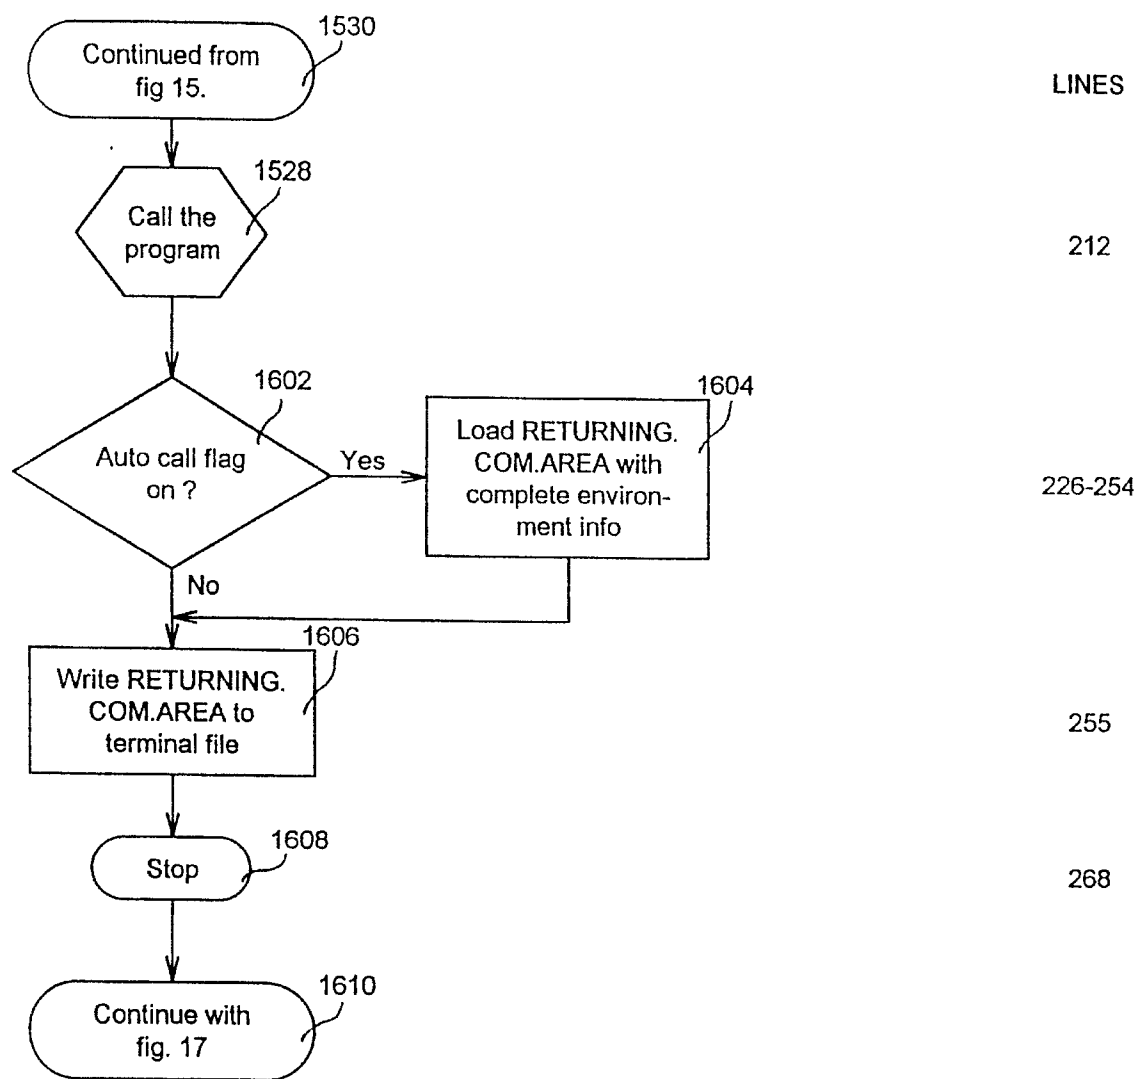 1530
Continued from
fig 15.
LINES
1528
Call the
program
212
1602
Auto call flag
on ?
Yes
1604
Load RETURNING.
COM.AREA with
complete environ-
ment info
226-254
No
1606
Write RETURNING.
COM.AREA to
terminal file
255
1608
Stop
268
1610
Continue with
fig. 17